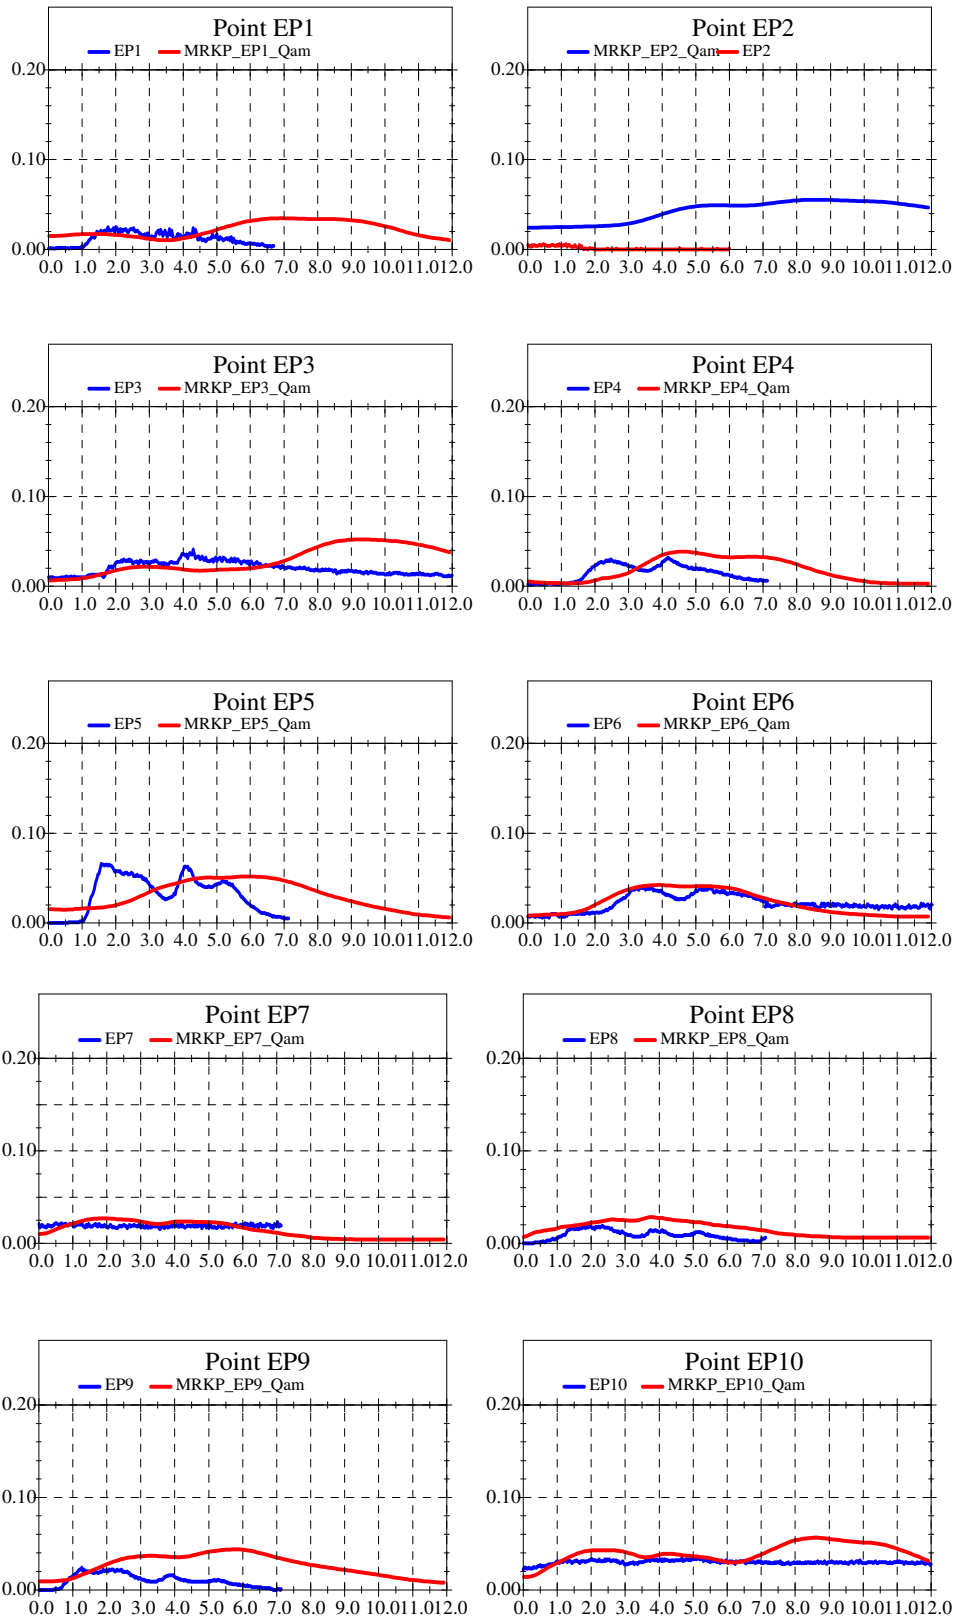 Point EP1
EP1 MRKP_EP1_Qam
0.20
0.10
0.00
0.0 1.0 2.0 3.0 4.0 5.0 6.0 7.0 8.0 9.0 10.011.012.0
Point EP2
MRKP_EP2_Qam EP2
0.20
0.10
0.00
0.0 1.0 2.0 3.0 4.0 5.0 6.0 7.0 8.0 9.0 10.011.012.0
Point EP3
EP3 MRKP_EP3_Qam
0.20
0.10
0.00
0.0 1.0 2.0 3.0 4.0 5.0 6.0 7.0 8.0 9.0 10.011.012.0
Point EP4
EP4 MRKP_EP4_Qam
0.20
0.10
0.00
0.0 1.0 2.0 3.0 4.0 5.0 6.0 7.0 8.0 9.0 10.011.012.0
Point EP5
EP5 MRKP_EP5_Qam
0.20
0.10
0.00
0.0 1.0 2.0 3.0 4.0 5.0 6.0 7.0 8.0 9.0 10.011.012.0
Point EP6
EP6 MRKP_EP6_Qam
0.20
0.10
0.00
0.0 1.0 2.0 3.0 4.0 5.0 6.0 7.0 8.0 9.0 10.011.012.0
Point EP7
EP7 MRKP_EP7_Qam
0.20
0.10
0.00
0.0 1.0 2.0 3.0 4.0 5.0 6.0 7.0 8.0 9.0 10.011.012.0
Point EP8
EP8 MRKP_EP8_Qam
0.20
0.10
0.00
0.0 1.0 2.0 3.0 4.0 5.0 6.0 7.0 8.0 9.0 10.011.012.0
Point EP9
EP9 MRKP_EP9_Qam
0.20
0.10
0.00
0.0 1.0 2.0 3.0 4.0 5.0 6.0 7.0 8.0 9.0 10.011.012.0
Point EP10
EP10 MRKP_EP10_Qam
0.20
0.10
0.00
0.0 1.0 2.0 3.0 4.0 5.0 6.0 7.0 8.0 9.0 10.011.012.0